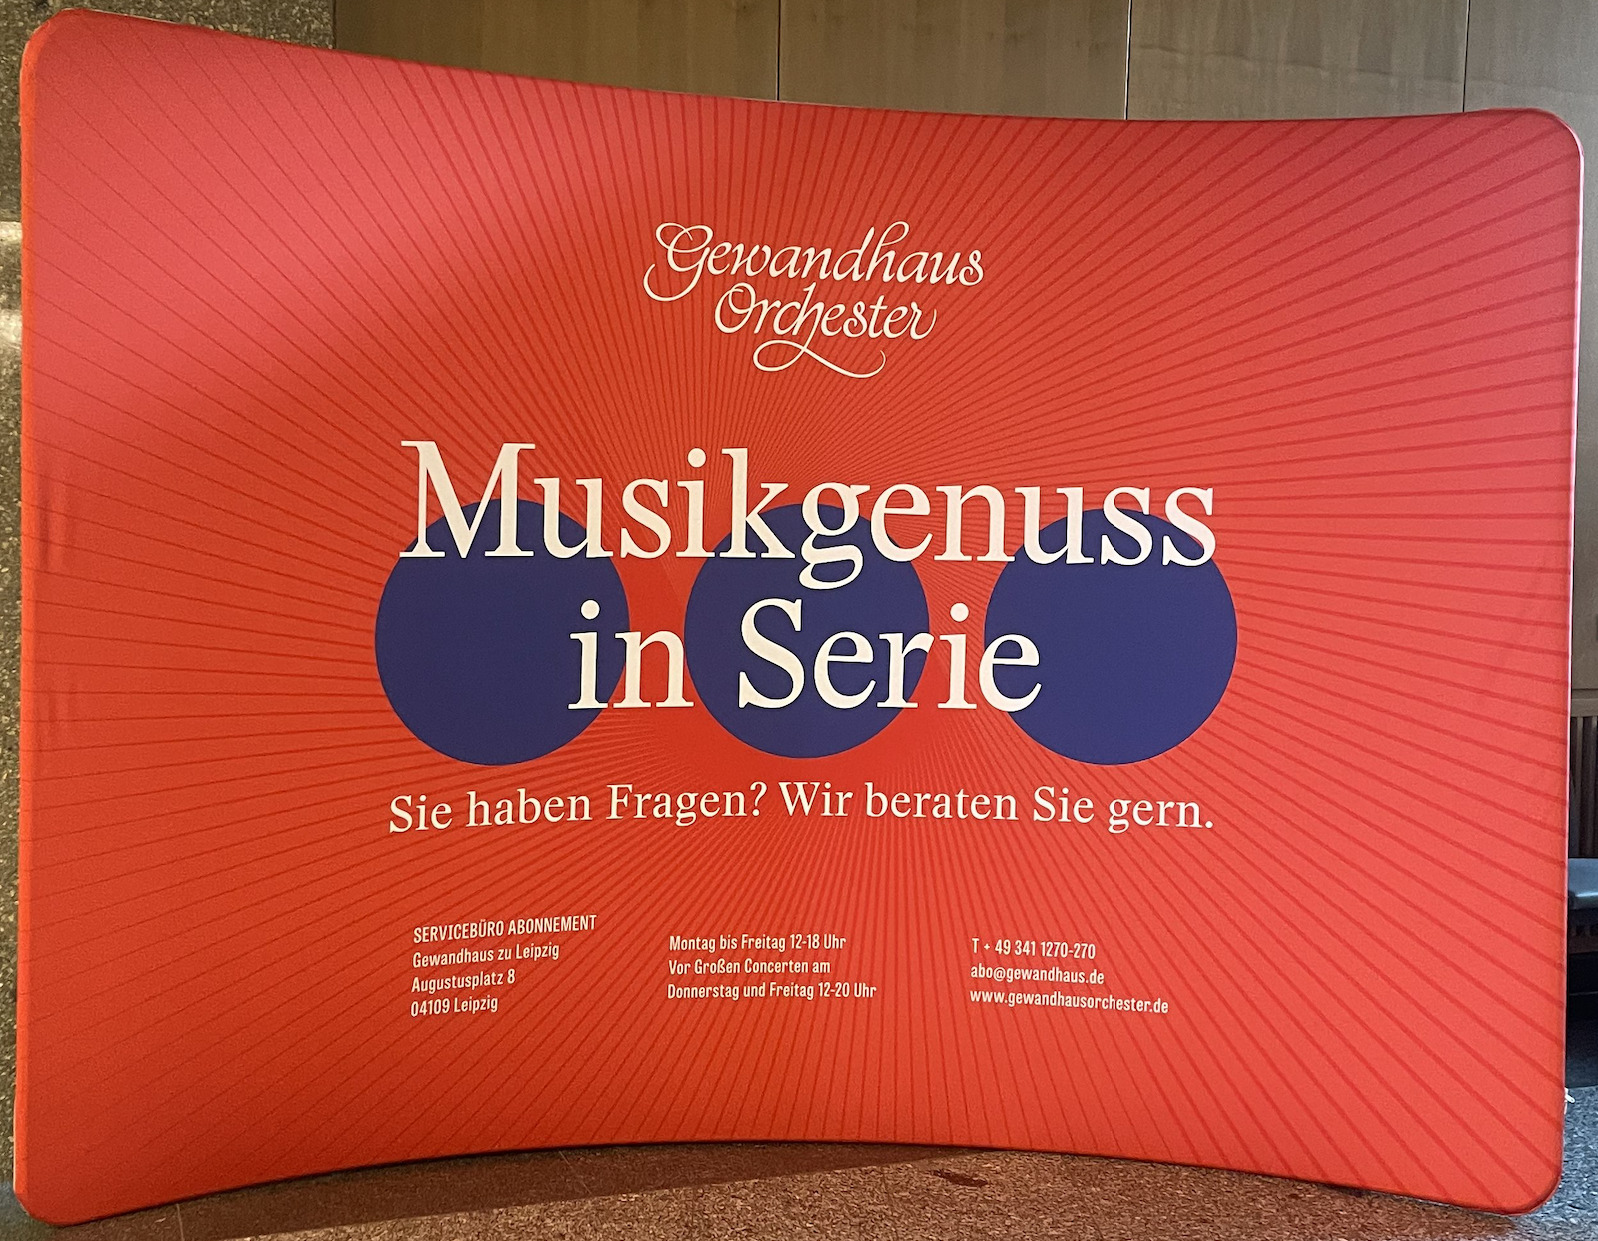 Gewandhaus
Orchester
Musikgenuss
in Serie
Sie haben Fragen? Wir beraten Sie gern.
SERVICEBÜRO ABONNEMENT
Gewandhaus zu Leipzig
Augustusplatz 8
04109 Leipzig
Montag bis Freitag 12-18 Uhr
Vor Großen Concerten am
Donnerstag und Freitag 12-20 Uhr
T + 49 341 1270-270
abo@gewandhaus.de
www.gewandhausorchester.de